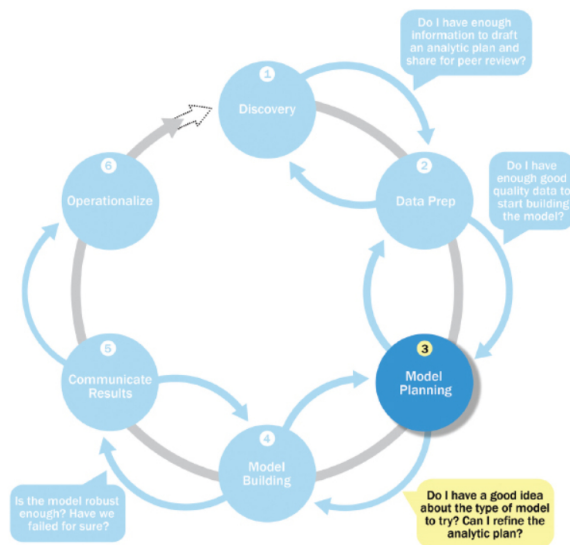 Do I have enough
information to draft
an analytic plan and
share for peer review?
1
Discovery
2
Data Prep
Do I have
enough good
quality data to
start building
the model?
6
Operationalize
3
Model
Planning
5
Communicate
Results
4
Model
Building
Is the model robust
enough? Have we
failed for sure?
Do I have a good idea
about the type of model
to try? Can I refine the
analytic plan?